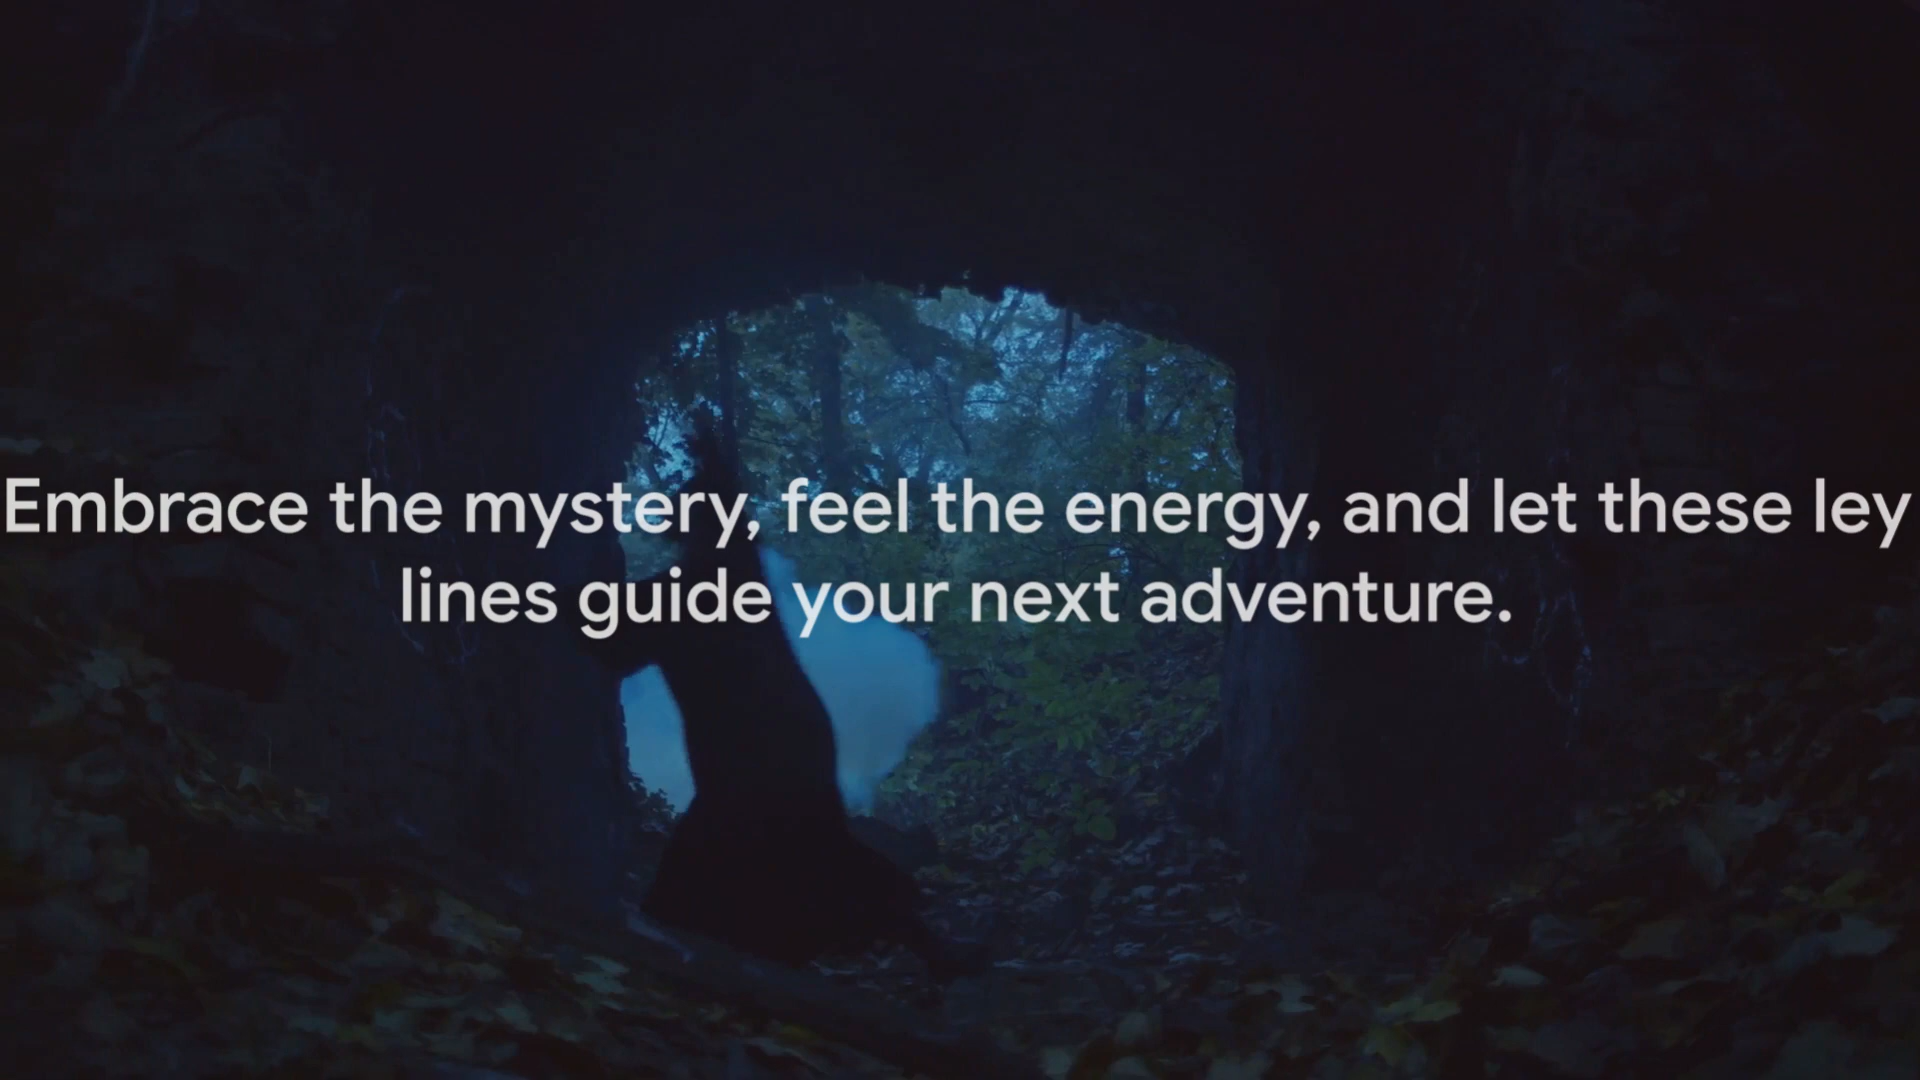 Embrace the mystery, feel the energy, and let these ley
lines guide your next adventure.